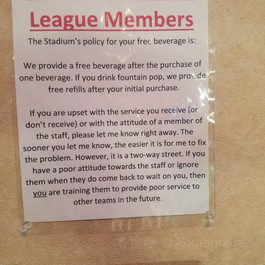 League Members
The Stadium's policy for your free beverage is:
We provide a free beverage after the purchase of
one beverage. If you drink fountain pop, we provide
free refills after your initial purchase.
If you are upset with the service you receive (or
don't receive) or with the attitude of a member of
the staff, please let me know right away. The
sooner you let me know, the easier it is for me to fix
the problem. However, it is a two-way street. If you
have a poor attitude towards the staff or ignore
them when they do come back to wait on you, then
you are training them to provide poor service to
other teams in the future.